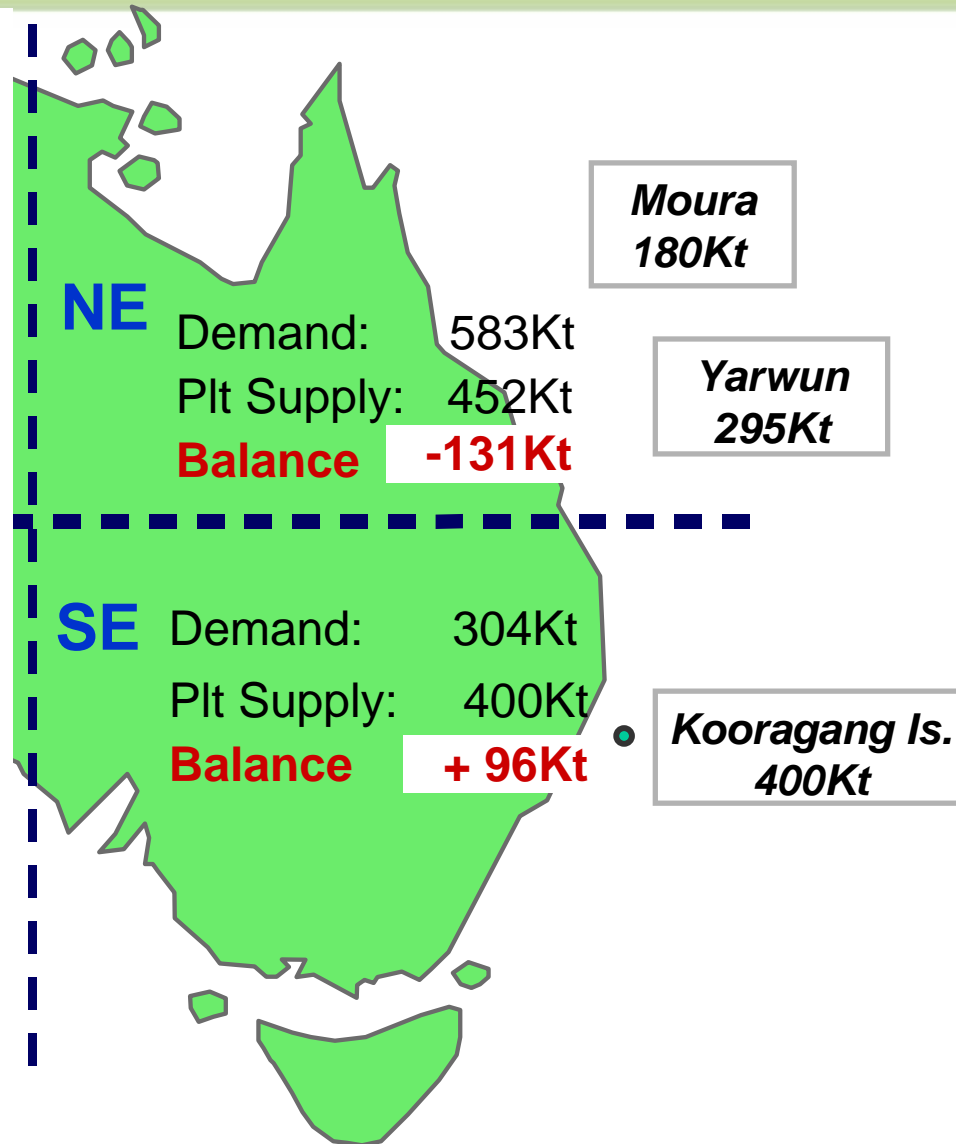 Moura
180Kt
NE
Demand: 583Kt
Plt Supply: 452Kt
Balance -131Kt
Yarwun
295Kt
SE
Demand: 304Kt
Plt Supply: 400Kt
Balance + 96Kt
Kooragang Is.
400Kt